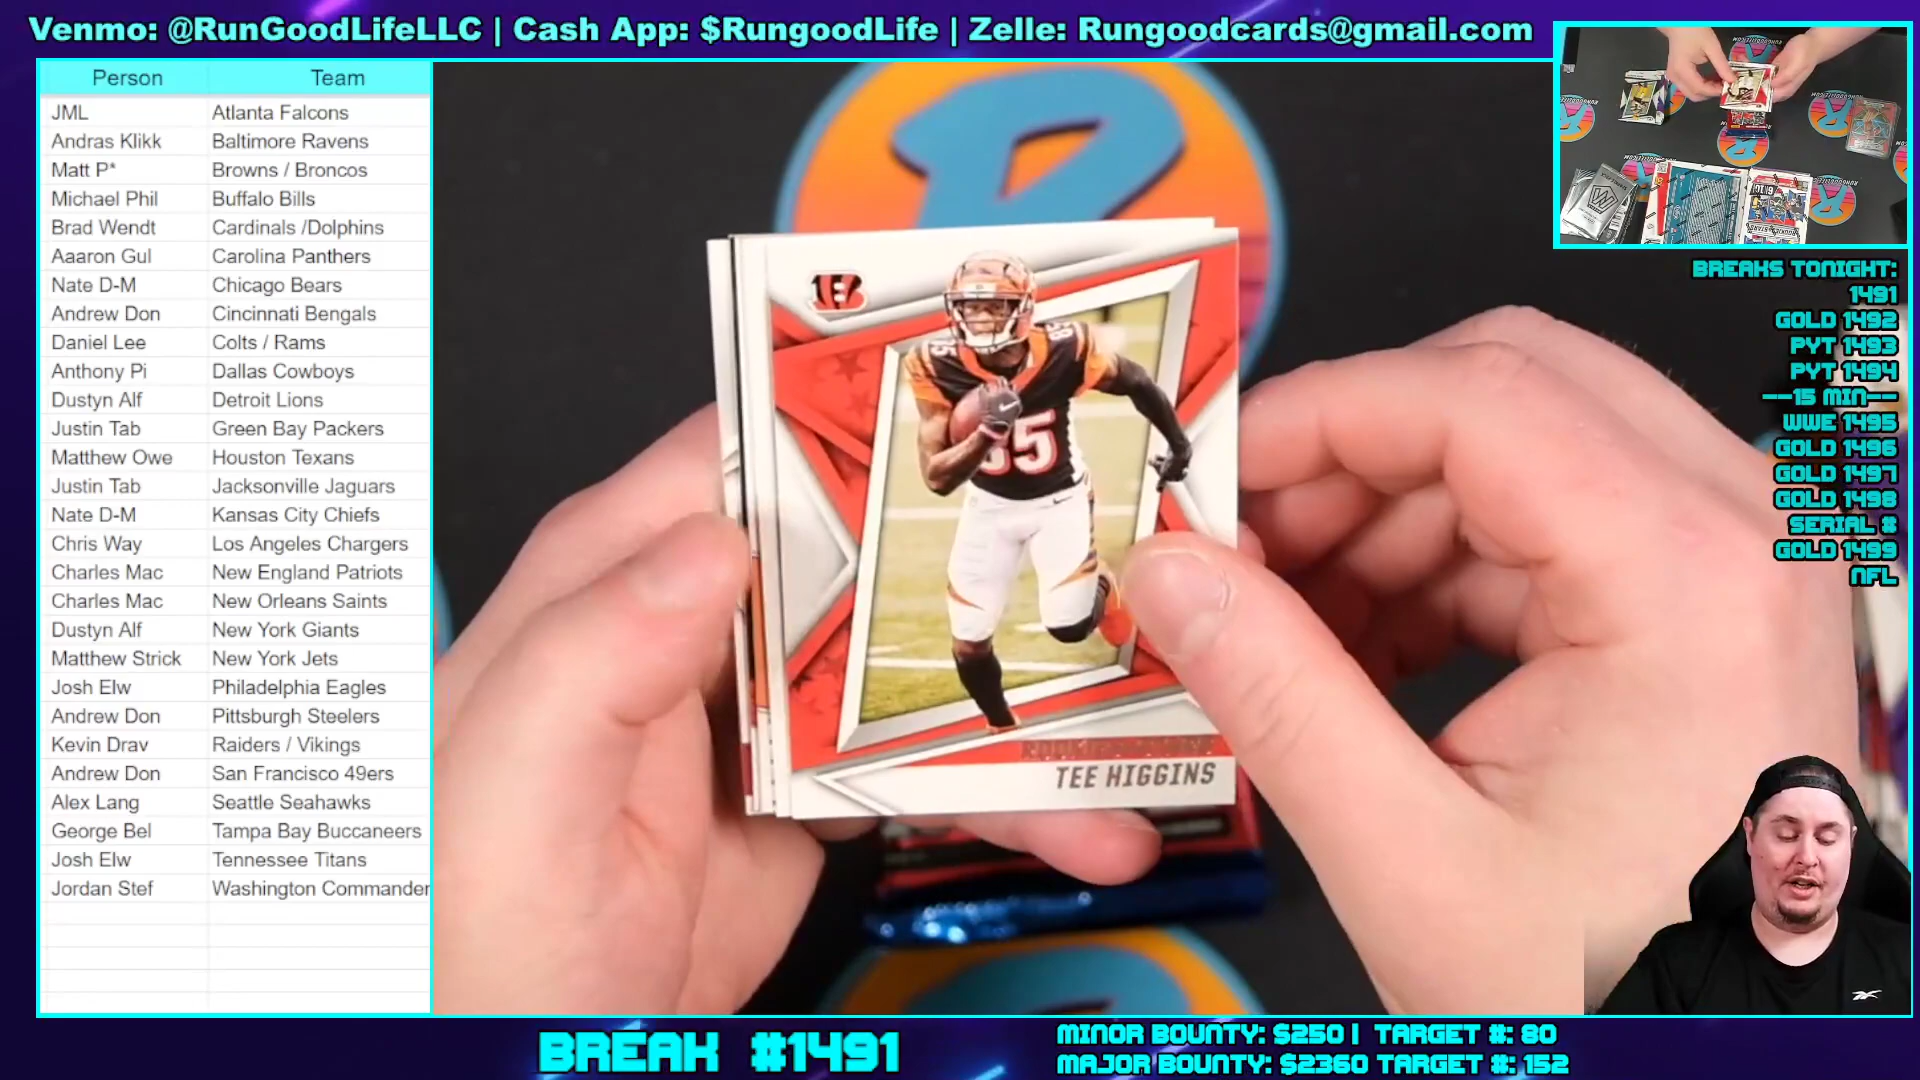 Venmo: @RunGoodLifeLLC | Cash App: $RungoodLife | Zelle: Rungoodcards@gmail.com
Person Team
JML Atlanta Falcons
Andras Klikk Baltimore Ravens
Matt P* Browns / Broncos
Michael Phil Buffalo Bills
Brad Wendt Cardinals /Dolphins
Aaaron Gul Carolina Panthers
Nate D-M Chicago Bears
Andrew Don Cincinnati Bengals
Daniel Lee Colts / Rams
Anthony Pi Dallas Cowboys
Dustyn Alf Detroit Lions
Justin Tab Green Bay Packers
Matthew Owe Houston Texans
Justin Tab Jacksonville Jaguars
Nate D-M Kansas City Chiefs
Chris Way Los Angeles Chargers
Charles Mac New England Patriots
Charles Mac New Orleans Saints
Dustyn Alf New York Giants
Matthew Strick New York Jets
Josh Elw Philadelphia Eagles
Andrew Don Pittsburgh Steelers
Kevin Drav Raiders / Vikings
Andrew Don San Francisco 49ers
Alex Lang Seattle Seahawks
George Bel Tampa Bay Buccaneers
Josh Elw Tennessee Titans
Jordan Stef Washington Commander
B
85
85
TEE HIGGINS
BREAKS TONIGHT:
1491
GOLD 1492
PYT 1493
PYT 1494
--15 MIN--
WWE 1495
GOLD 1496
GOLD 1497
GOLD 1498
SERIAL #
GOLD 1499
NFL
BREAK #1491
MINOR BOUNTY: $250 | TARGET #: 80
MAJOR BOUNTY: $2360 TARGET #: 152